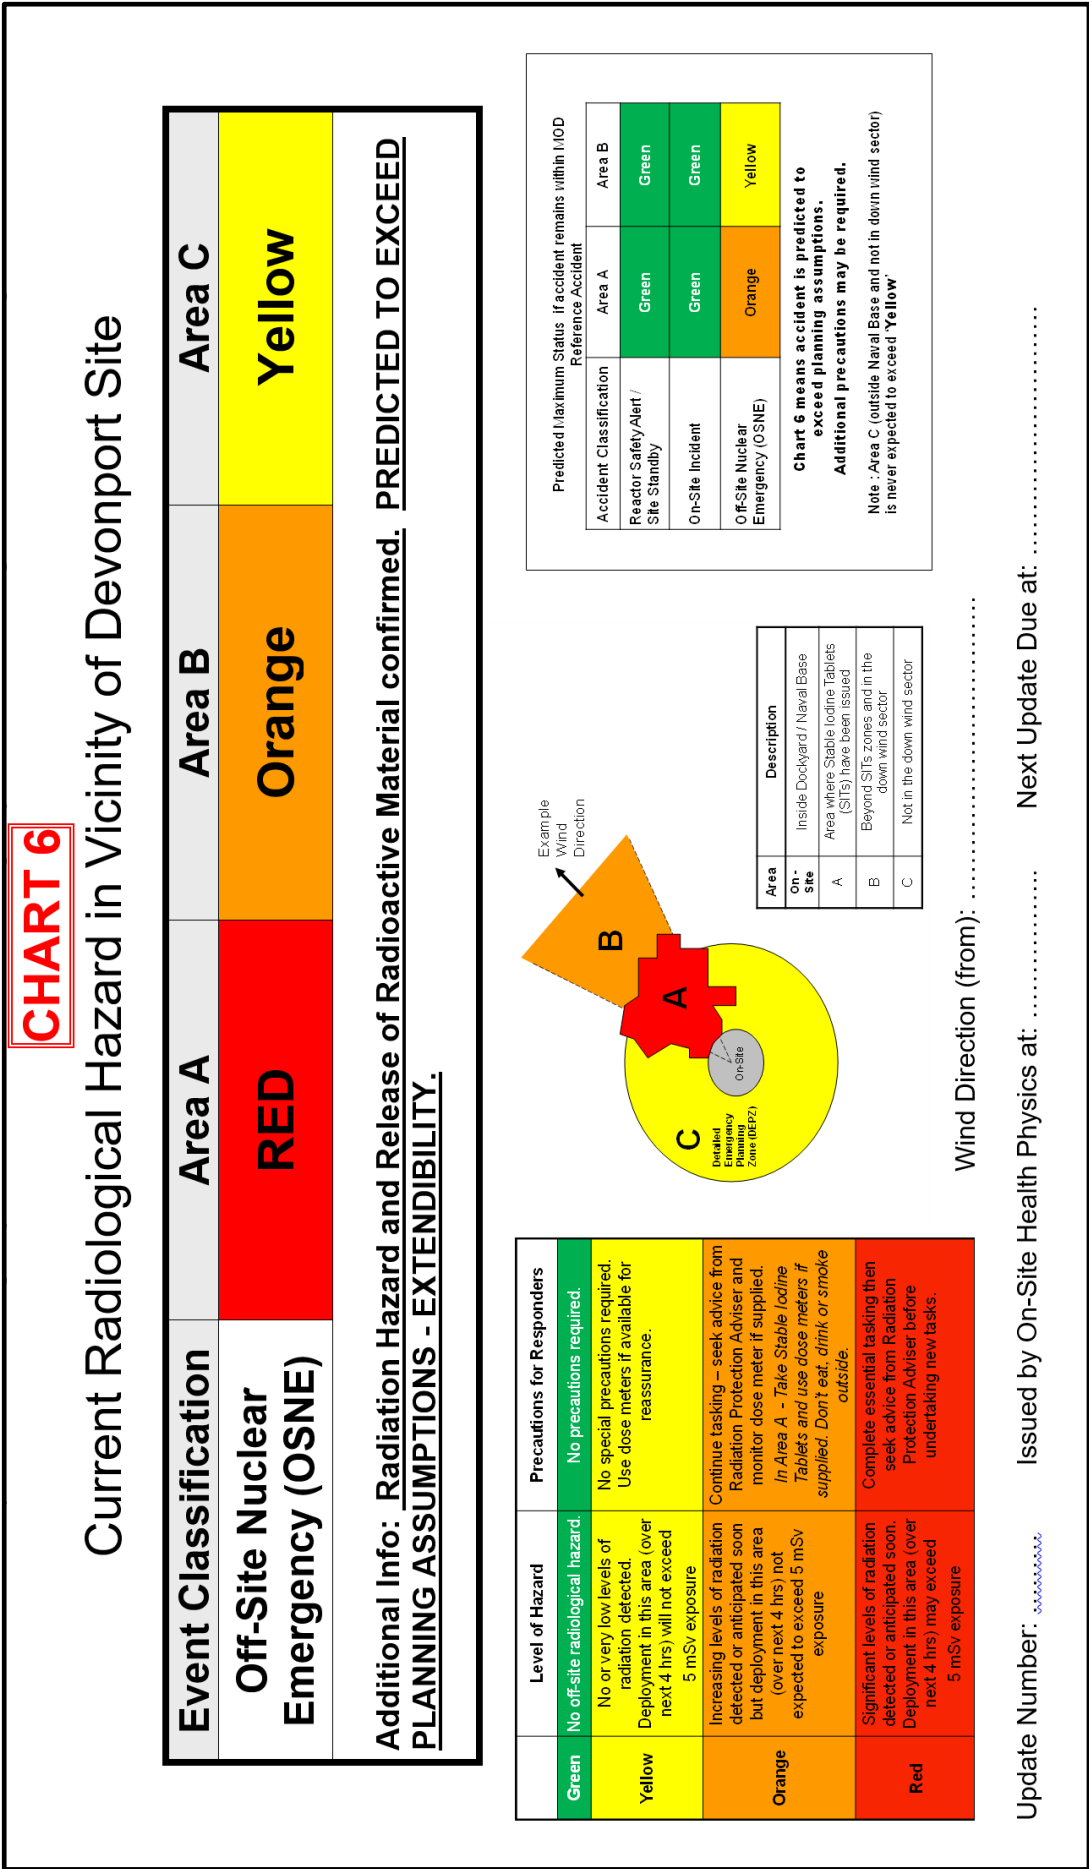 CHART 6
Current Radiological Hazard in Vicinity of Devonport Site
Event Classification
Area A
Area B
Area C
Off-Site Nuclear
Emergency (OSNE)
RED
Orange
Yellow
Additional Info: Radiation Hazard and Release of Radioactive Material confirmed. PREDICTED TO EXCEED
PLANNING ASSUMPTIONS - EXTENDIBILITY.
Level of Hazard
Precautions for Responders
Green
No off-site radiological hazard.
No precautions required.
Yellow
No or very low levels of
radiation detected.
Deployment in this area (over
next 4 hrs) will not exceed
5 mSv exposure
No special precautions required.
Use dose meters if available for
reassurance.
Orange
Increasing levels of radiation
detected or anticipated soon
but deployment in this area
(over next 4 hrs) not
expected to exceed 5 mSv
exposure
Continue tasking – seek advice from
Radiation Protection Adviser and
monitor dose meter if supplied.
In Area A - Take Stable Iodine
Tablets and use dose meters if
supplied. Don't eat, drink or smoke
outside.
Red
Significant levels of radiation
detected or anticipated soon.
Deployment in this area (over
next 4 hrs) may exceed
5 mSv exposure
Complete essential tasking then
seek advice from Radiation
Protection Adviser before
undertaking new tasks.
Example
Wind
Direction
B
A
C
On-Site
Detailed
Emergency
Planning
Zone (DEPZ)
Area
Description
On -
Site
Inside Dockyard / Naval Base
A
Area where Stable Iodine Tablets
(SITs) have been issued
B
Beyond SITs zones and in the
down wind sector
C
Not in the down wind sector
Predicted Maximum Status if accident remains within MOD
Reference Accident
Accident Classification
Area A
Area B
Reactor Safety Alert /
Site Standby
Green
Green
On-Site Incident
Green
Green
Off-Site Nuclear
Emergency (OSNE)
Orange
Yellow
Chart 6 means accident is predicted to
exceed planning assumptions.
Additional precautions may be required.
Note : Area C (outside Naval Base and not in down wind sector)
is never expected to exceed 'Yellow'
Wind Direction (from): ........................................
Update Number: ........... Issued by On-Site Health Physics at: ..................... Next Update Due at: ...................................